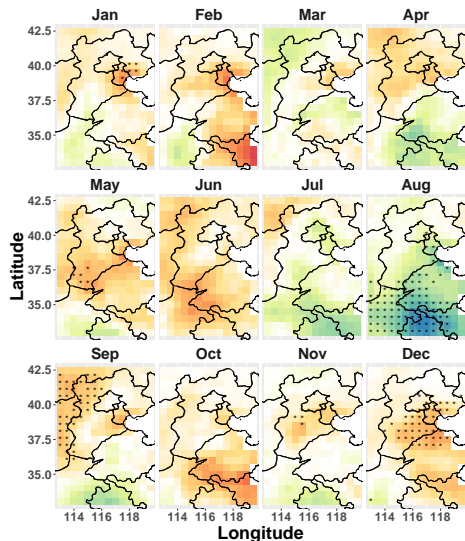 Jan Feb Mar Apr
42.5
40.0
37.5
35.0
May Jun Jul Aug
42.5
40.0
37.5
35.0
Latitude
Sep Oct Nov Dec
42.5
40.0
37.5
35.0
114 116 118 114 116 118 114 116 118 114 116 118
Longitude